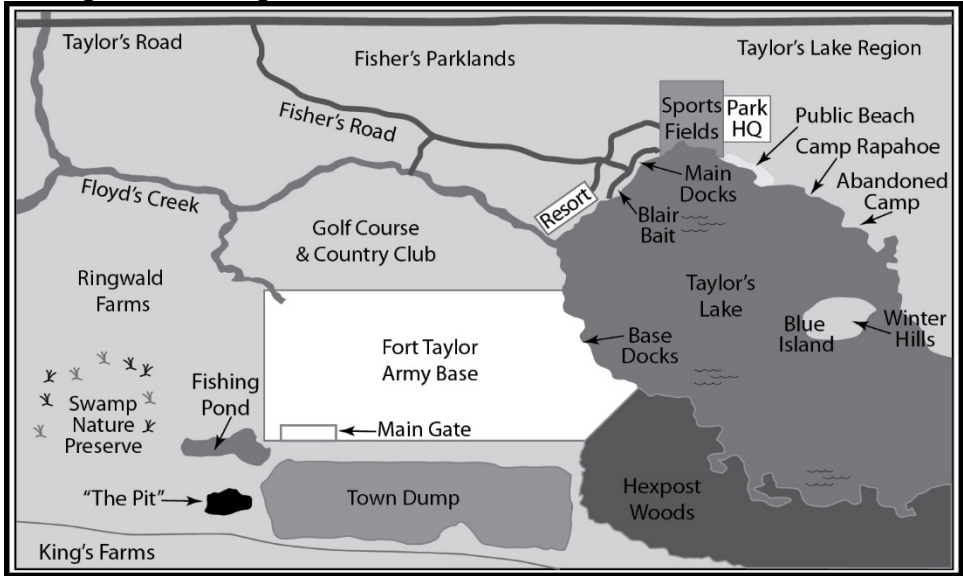 Taylor's Road
Fisher's Parklands
Taylor's Lake Region
Fisher's Road
Sports
Fields
Park
HQ
Public Beach
Camp Rapahoe
Abandoned
Camp
Main
Docks
Resort
Blair
Bait
Floyd's Creek
Golf Course
& Country Club
Ringwald
Farms
Taylor's
Lake
Blue
Island
Winter
Hills
Base
Docks
Fort Taylor
Army Base
Fishing
Pond
Swamp
Nature
Preserve
Main Gate
"The Pit"
Town Dump
Hexpost
Woods
King's Farms